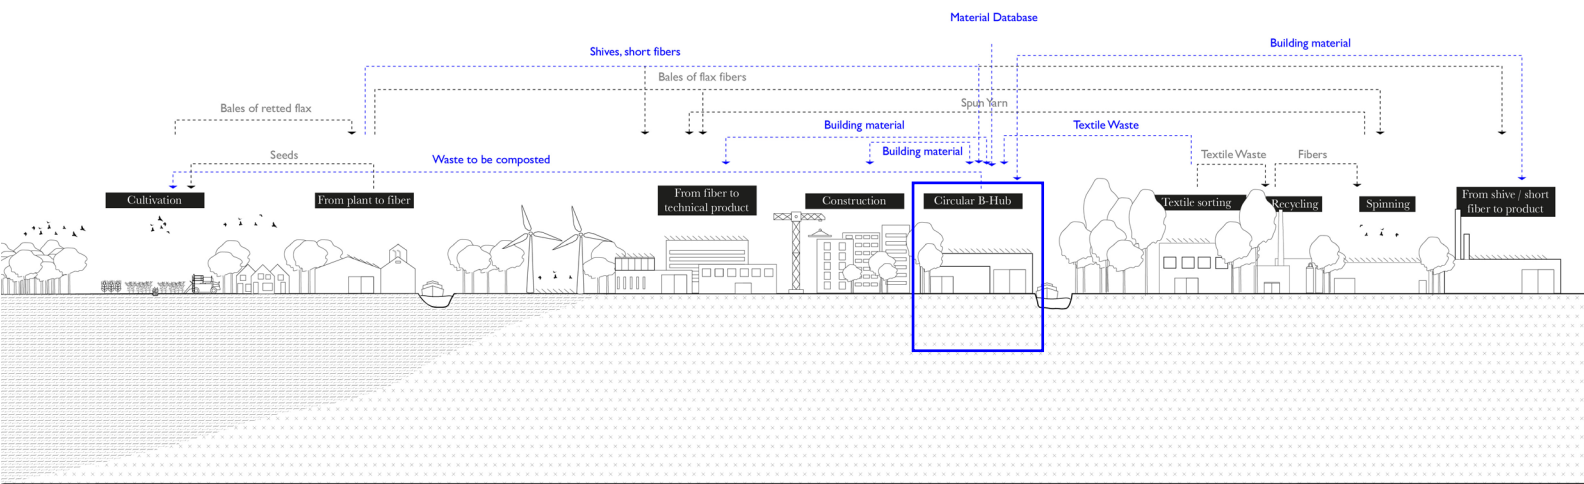 Material Database
Building material
Shives, short fibers
Bales of flax fibers
Spun Yarn
Bales of retted flax
Building material
Textile Waste
Building material
Seeds
Waste to be composted
Textile Waste
Fibers
Cultivation
From plant to fiber
From fiber to
technical product
Construction
Circular B-Hub
Textile sorting
Recycling
Spinning
From shive / short
fiber to product